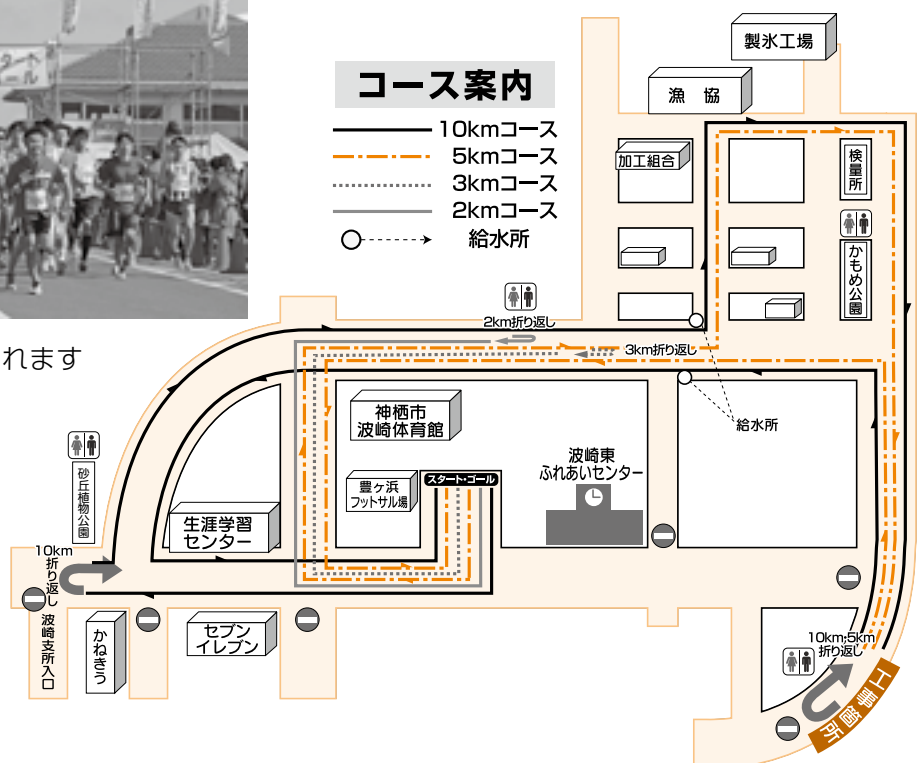 ール
れます
コース案内
10kmコース
5kmコース
3kmコース
2kmコース
給水所
製氷工場
漁協
加工組合
検量所
かもめ公園
2km折り返し
3km折り返し
給水所
神栖市
波崎体育館
豊ヶ浜
フットサル場
スタート・ゴール
波崎東
ふれあいセンター
砂丘植物公園
生涯学習
センター
10km
折り返し
波崎支所入口
かねきう
セブン
イレブン
10km,5km
折り返し
工事箇所